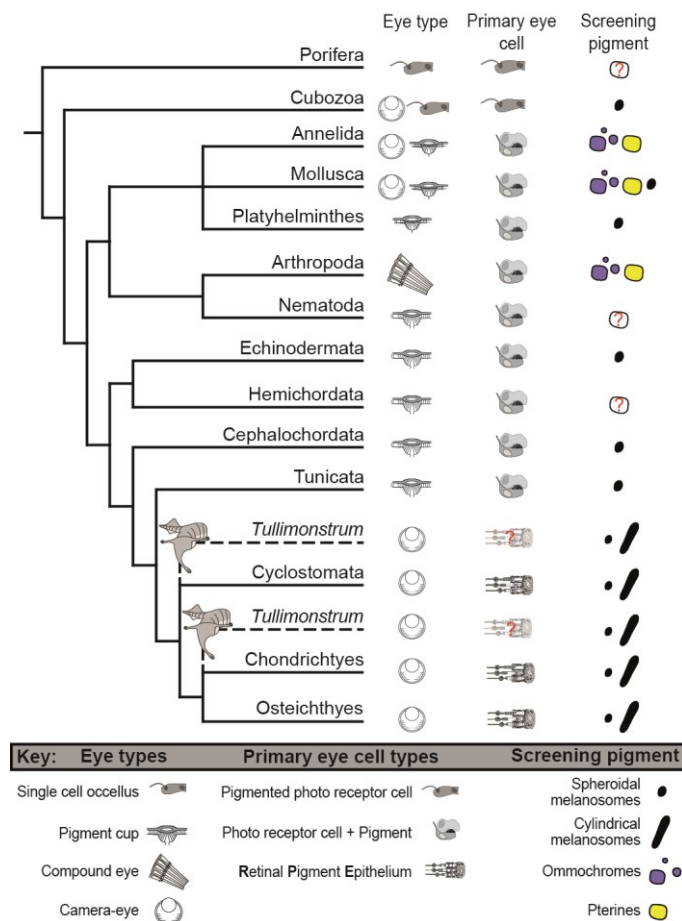 Eye type
Primary eye
cell
Screening
pigment
Porifera
?
Cubozoa
Annelida
Mollusca
Platyhelminthes
Arthropoda
Nematoda
?
Echinodermata
Hemichordata
?
Cephalochordata
Tunicata
Tullimonstrum
?
Cyclostomata
Tullimonstrum
?
Chondrichtyes
Osteichthyes
Key: Eye types
Primary eye cell types
Screening pigment
Single cell occellus
Pigmented photo receptor cell
Spheroidal
melanosomes
Pigment cup
Photo receptor cell + Pigment
Cylindrical
melanosomes
Compound eye
Retinal Pigment Epithelium
Ommochromes
Camera-eye
Pterines